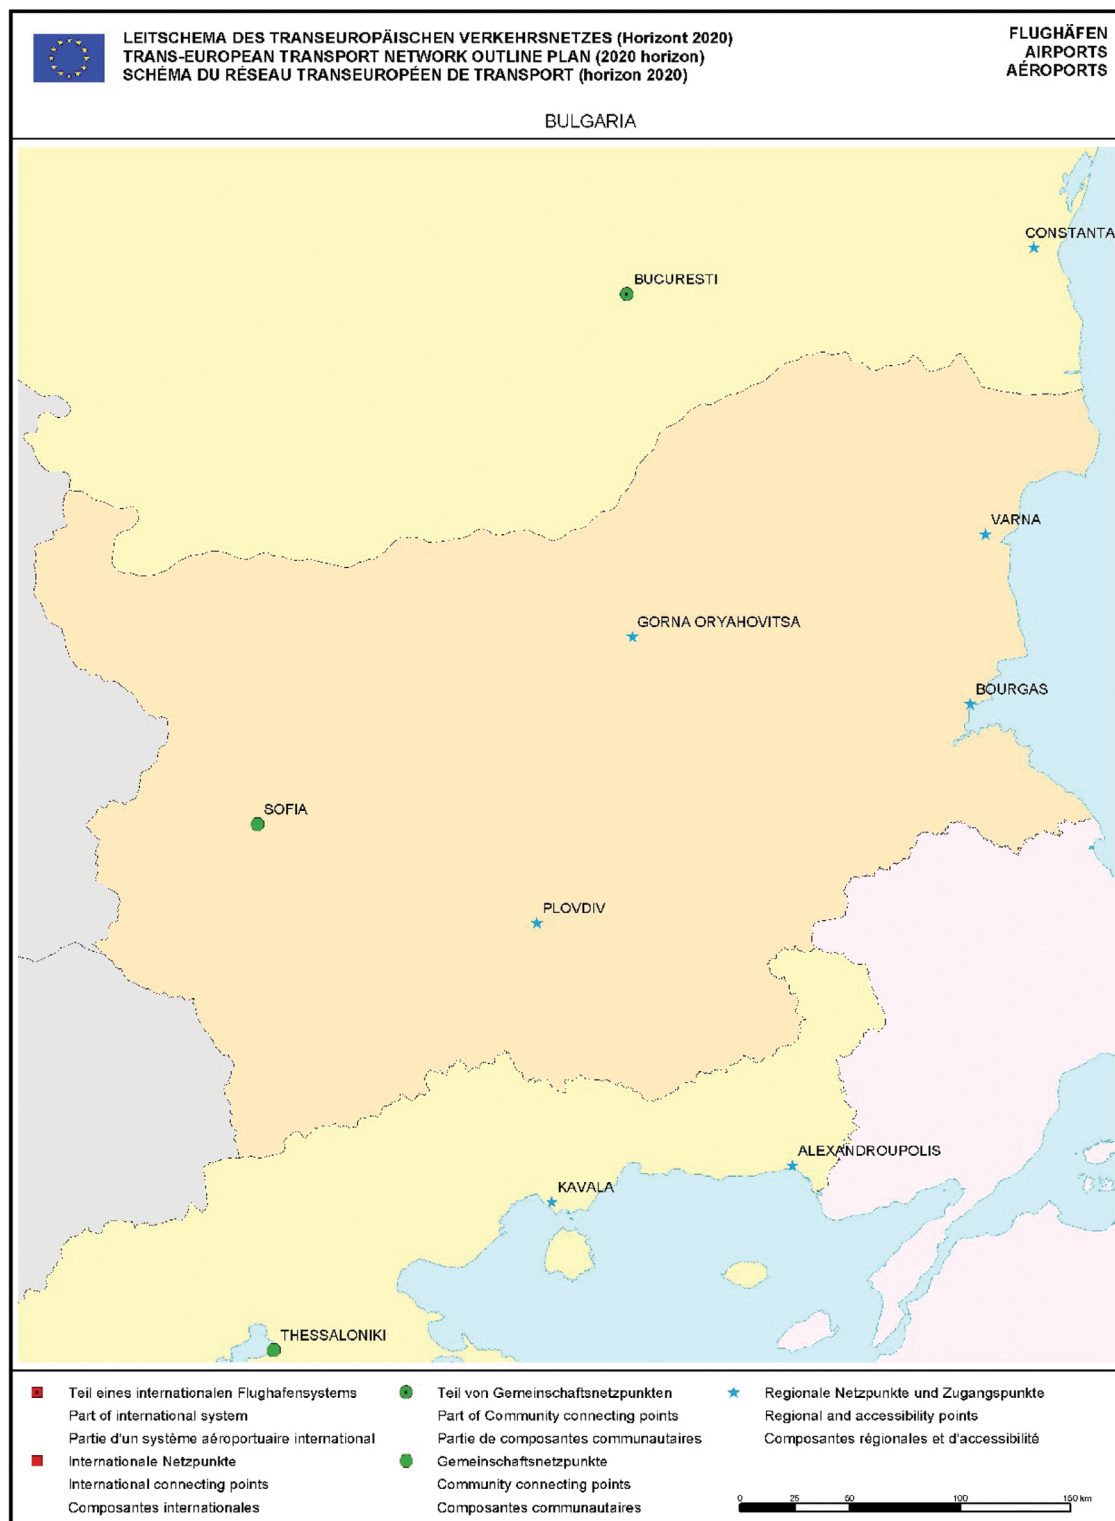 LEITSCHEMA DES TRANSEUROPÄISCHEN VERKEHRSNETZES (Horizont 2020)
TRANS-EUROPEAN TRANSPORT NETWORK OUTLINE PLAN (2020 horizon)
SCHÉMA DU RÉSEAU TRANSEUROPÉEN DE TRANSPORT (horizon 2020)
FLUGHÄFEN
AIRPORTS
AÉROPORTS
BULGARIA
CONSTANTA
BUCURESTI
VARNA
GORNA ORYAHOVITSA
BOURGAS
SOFIA
PLOVDIV
ALEXANDROUPOLIS
KAVALA
THESSALONIKI
Teil eines internationalen Flughafensystems
Part of international system
Partie d'un système aéroportuaire international
Internationale Netzpunkte
International connecting points
Composantes internationales
Teil von Gemeinschaftsnetzpunkten
Part of Community connecting points
Partie de composantes communautaires
Gemeinschaftsnetzpunkte
Community connecting points
Composantes communautaires
Regionale Netzpunkte und Zugangspunkte
Regional and accessibility points
Composantes régionales et d'accessibilité
0 25 50 100 150 km